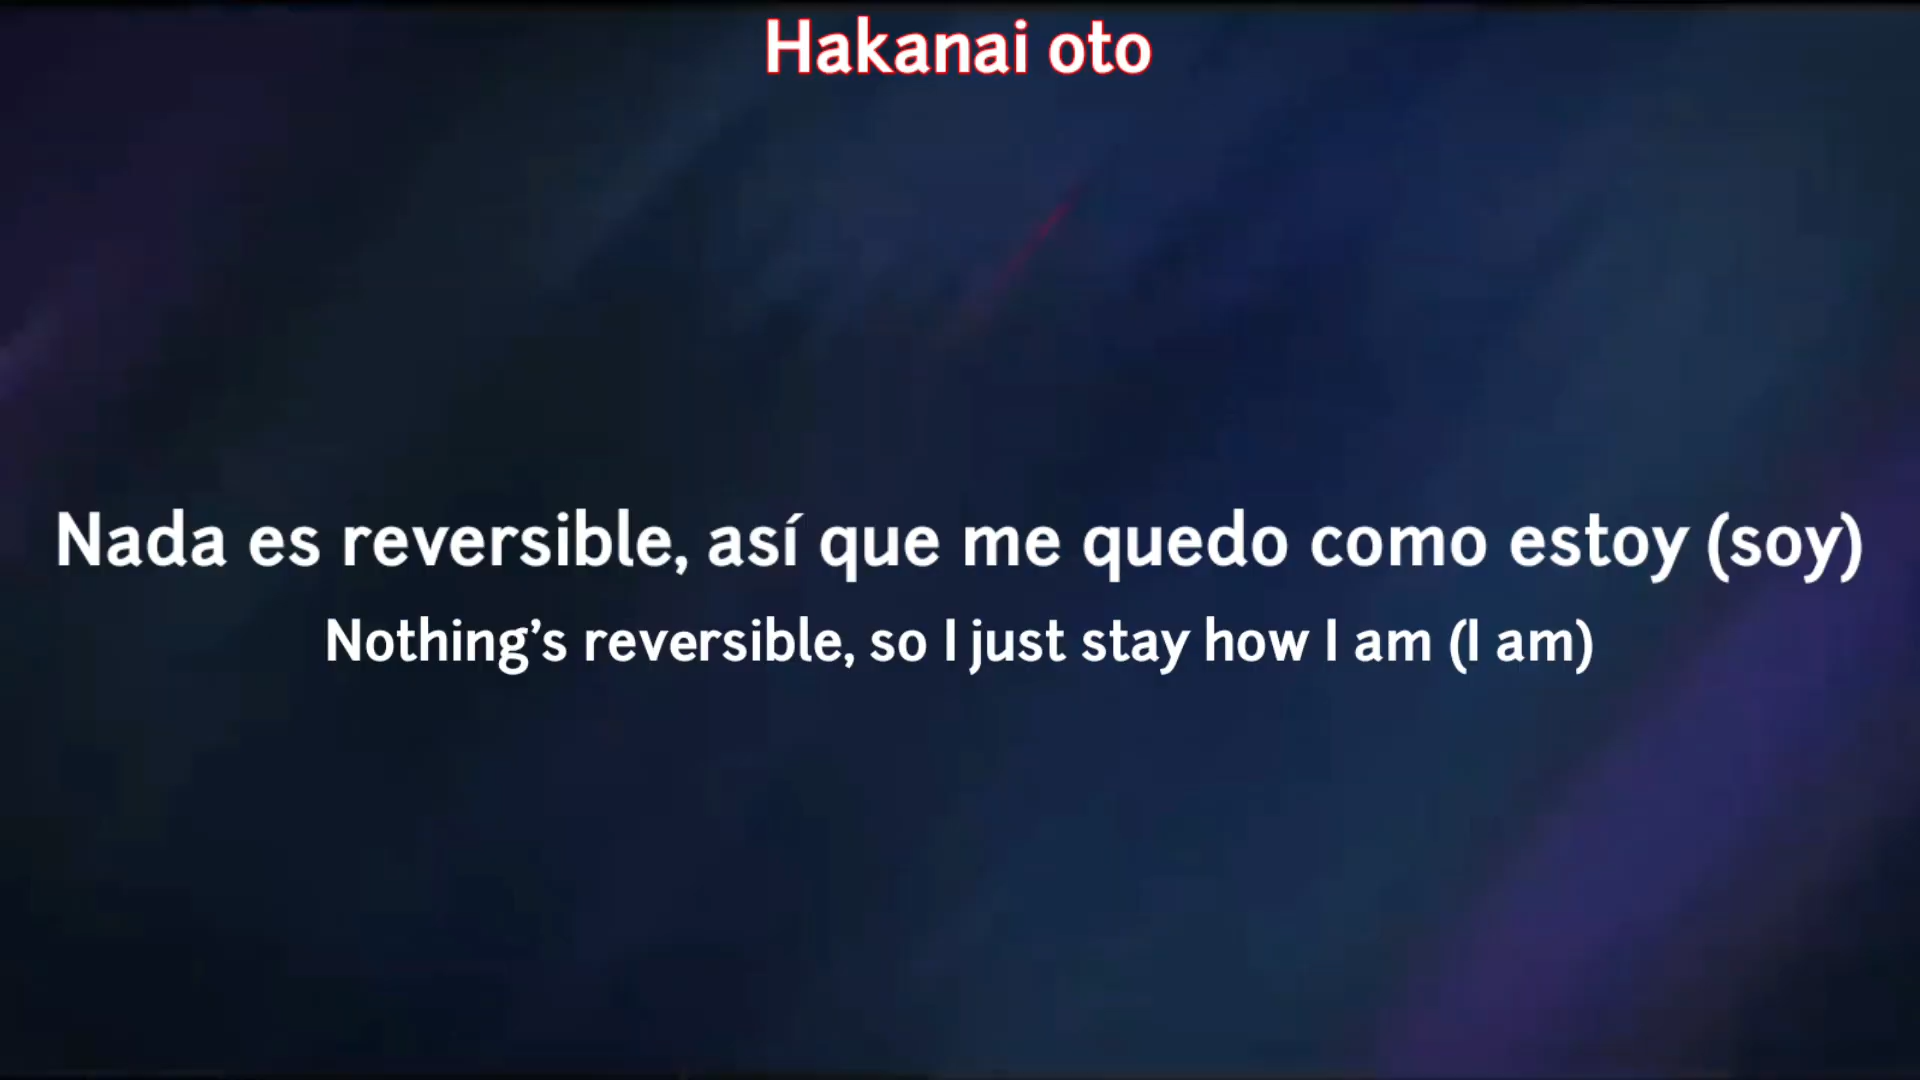 Hakanai oto
Nada es reversible, así que me quedo como estoy (soy)
Nothing’s reversible, so I just stay how I am (I am)